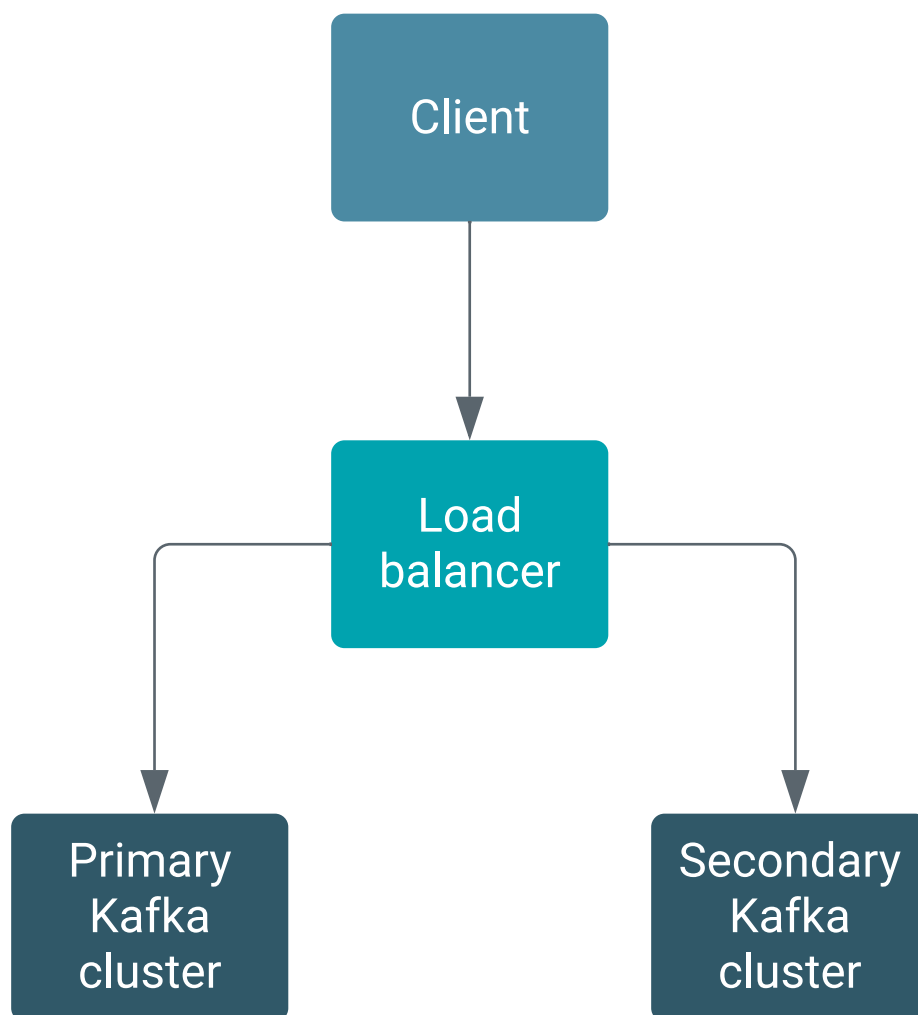 Client
Load
balancer
Primary
Kafka
cluster
Secondary
Kafka
cluster